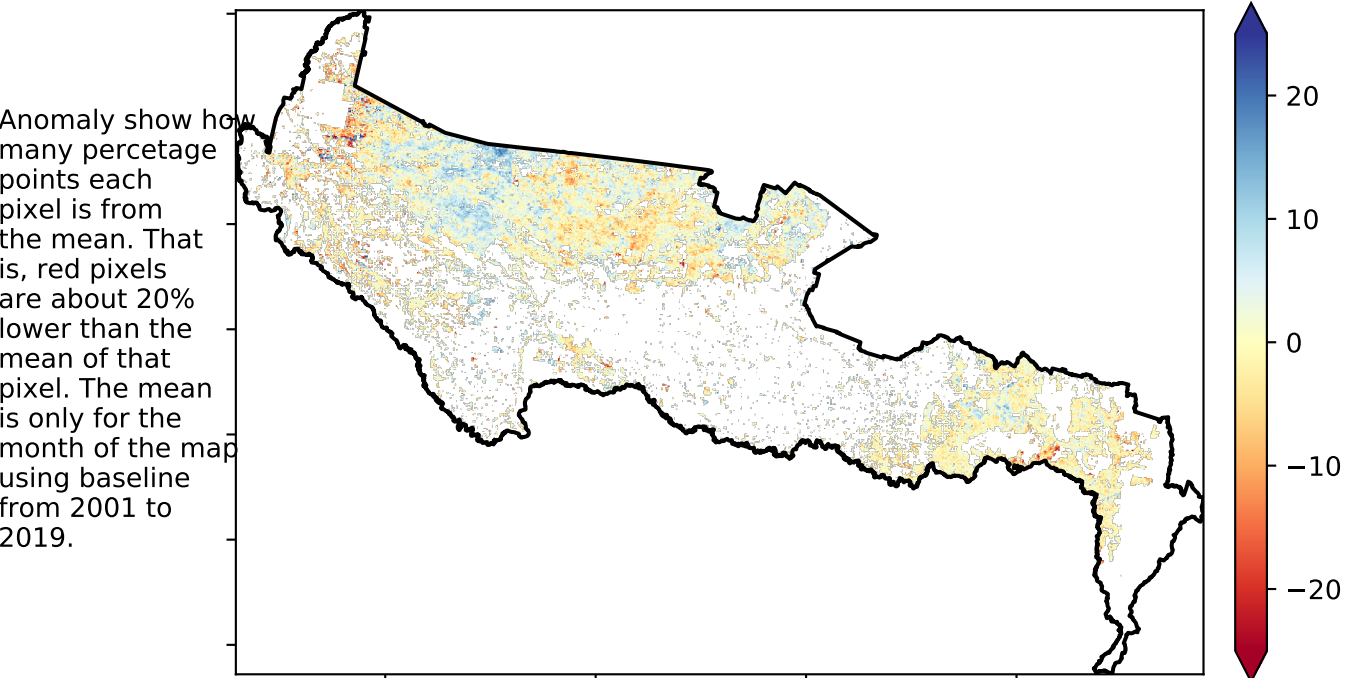 Anomaly show how
many percetage
points each
pixel is from
the mean. That
is, red pixels
are about 20%
lower than the
mean of that
pixel. The mean
is only for the
month of the map
using baseline
from 2001 to
2019.
20
10
0
−10
−20